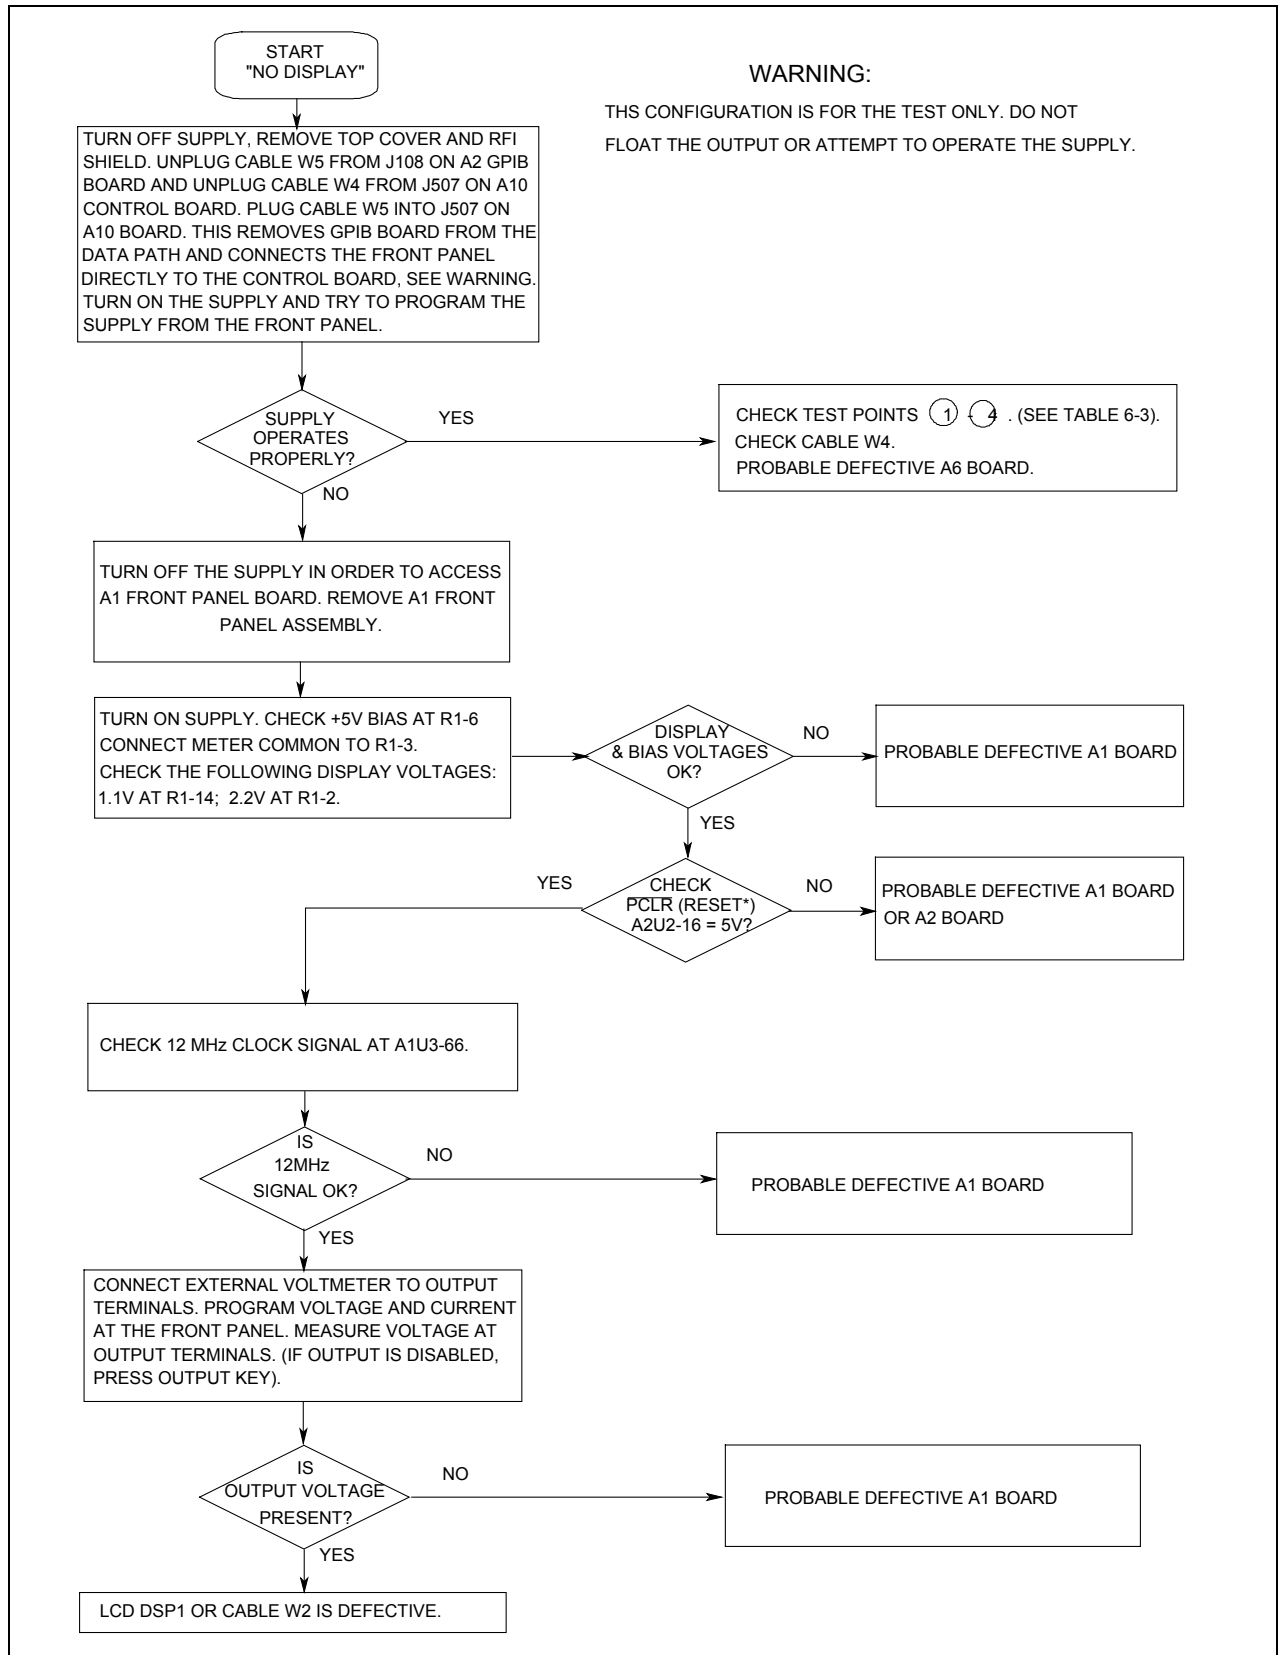 START
"NO DISPLAY"
WARNING:
THS CONFIGURATION IS FOR THE TEST ONLY. DO NOT
FLOAT THE OUTPUT OR ATTEMPT TO OPERATE THE SUPPLY.
TURN OFF SUPPLY, REMOVE TOP COVER AND RFI
SHIELD. UNPLUG CABLE W5 FROM J108 ON A2 GPIB
BOARD AND UNPLUG CABLE W4 FROM J507 ON A10
CONTROL BOARD. PLUG CABLE W5 INTO J507 ON
A10 BOARD. THIS REMOVES GPIB BOARD FROM THE
DATA PATH AND CONNECTS THE FRONT PANEL
DIRECTLY TO THE CONTROL BOARD, SEE WARNING.
TURN ON THE SUPPLY AND TRY TO PROGRAM THE
SUPPLY FROM THE FRONT PANEL.
SUPPLY
OPERATES
PROPERLY?
YES
CHECK TEST POINTS 1 - 4 . (SEE TABLE 6-3).
CHECK CABLE W4.
PROBABLE DEFECTIVE A6 BOARD.
NO
TURN OFF THE SUPPLY IN ORDER TO ACCESS
A1 FRONT PANEL BOARD. REMOVE A1 FRONT
PANEL ASSEMBLY.
TURN ON SUPPLY. CHECK +5V BIAS AT R1-6
CONNECT METER COMMON TO R1-3.
CHECK THE FOLLOWING DISPLAY VOLTAGES:
1.1V AT R1-14; 2.2V AT R1-2.
DISPLAY
& BIAS VOLTAGES
OK?
NO
PROBABLE DEFECTIVE A1 BOARD
YES
CHECK
PCLR (RESET*)
A2U2-16 = 5V?
YES
NO
PROBABLE DEFECTIVE A1 BOARD
OR A2 BOARD
CHECK 12 MHz CLOCK SIGNAL AT A1U3-66.
IS
12MHz
SIGNAL OK?
NO
PROBABLE DEFECTIVE A1 BOARD
YES
CONNECT EXTERNAL VOLTMETER TO OUTPUT
TERMINALS. PROGRAM VOLTAGE AND CURRENT
AT THE FRONT PANEL. MEASURE VOLTAGE AT
OUTPUT TERMINALS. (IF OUTPUT IS DISABLED,
PRESS OUTPUT KEY).
IS
OUTPUT VOLTAGE
PRESENT?
NO
PROBABLE DEFECTIVE A1 BOARD
YES
LCD DSP1 OR CABLE W2 IS DEFECTIVE.